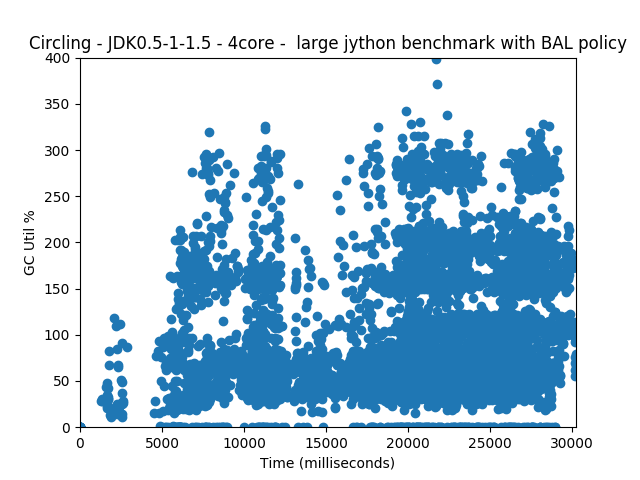 Circling - JDK0.5-1-1.5 - 4core -  large jython benchmark with BAL policy
400
350
300
250
200
150
100
50
0
GC Util %
0 5000 10000 15000 20000 25000 30000
Time (milliseconds)